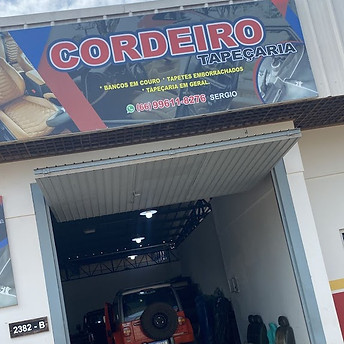 CORDEIRO
TAPEÇARIA
• BANCOS EM COURO • TAPETES EMBORRACHADOS
• TAPEÇARIA EM GERAL.
(66) 99611-0276 SERGIO
2382 - B